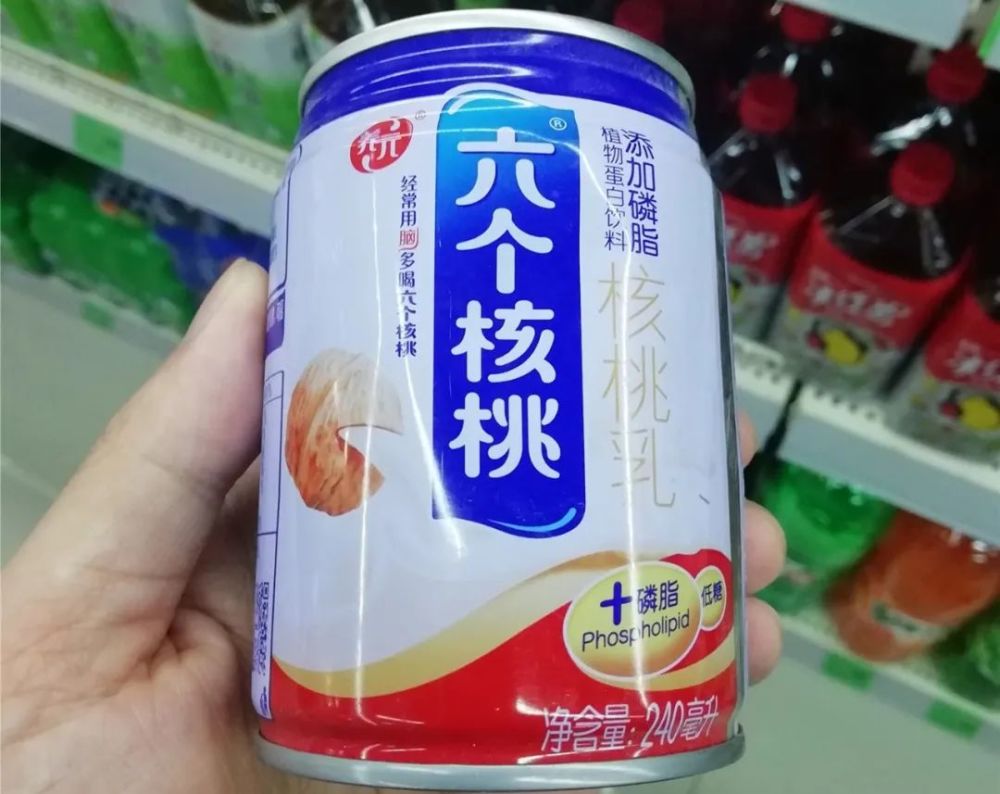 养元
®
经常用脑多喝六个核桃
六个核桃
®
添加磷脂
植物蛋白饮料
核桃乳
+磷脂
Phospholipid
低糖
净含量:240毫升